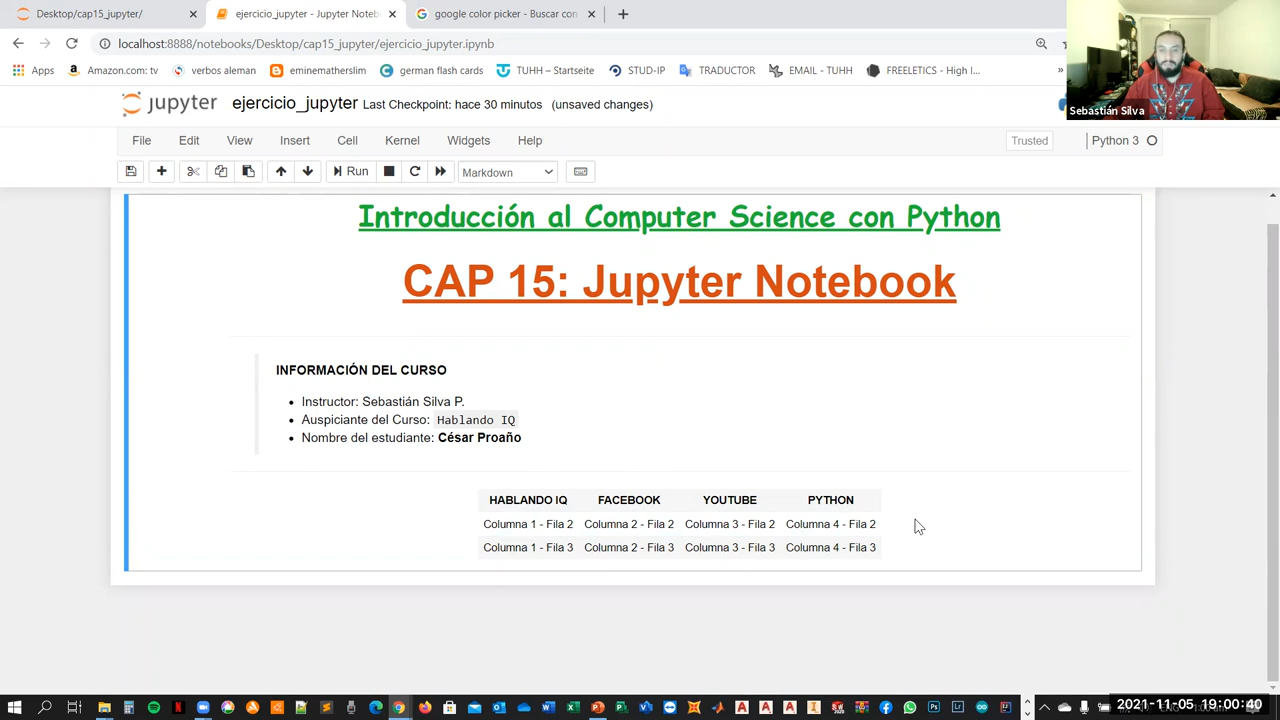 Desktop/cap15_jupyter/
ejercicio_jupyter - Jupyter Noteb
google color picker - Buscar con
localhost:8888/notebooks/Desktop/cap15_jupyter/ejercicio_jupyter.ipynb
Apps
Amazon.com: tv
verbos aleman
eminematherslim
german flash cards
TUHH – Startseite
STUD-IP
TRADUCTOR
EMAIL - TUHH
FREELETICS - High I...
»
Sebastián Silva
jupyter ejercicio_jupyter Last Checkpoint: hace 30 minutos (unsaved changes)
File Edit View Insert Cell Kernel Widgets Help
Trusted
Python 3
Run
Markdown
Introducción al Computer Science con Python
CAP 15: Jupyter Notebook
INFORMACIÓN DEL CURSO
• Instructor: Sebastián Silva P.
• Auspiciante del Curso: Hablando IQ
• Nombre del estudiante: César Proaño
HABLANDO IQ FACEBOOK YOUTUBE PYTHON
Columna 1 - Fila 2 Columna 2 - Fila 2 Columna 3 - Fila 2 Columna 4 - Fila 2
Columna 1 - Fila 3 Columna 2 - Fila 3 Columna 3 - Fila 3 Columna 4 - Fila 3
2021-11-05 19:00:40